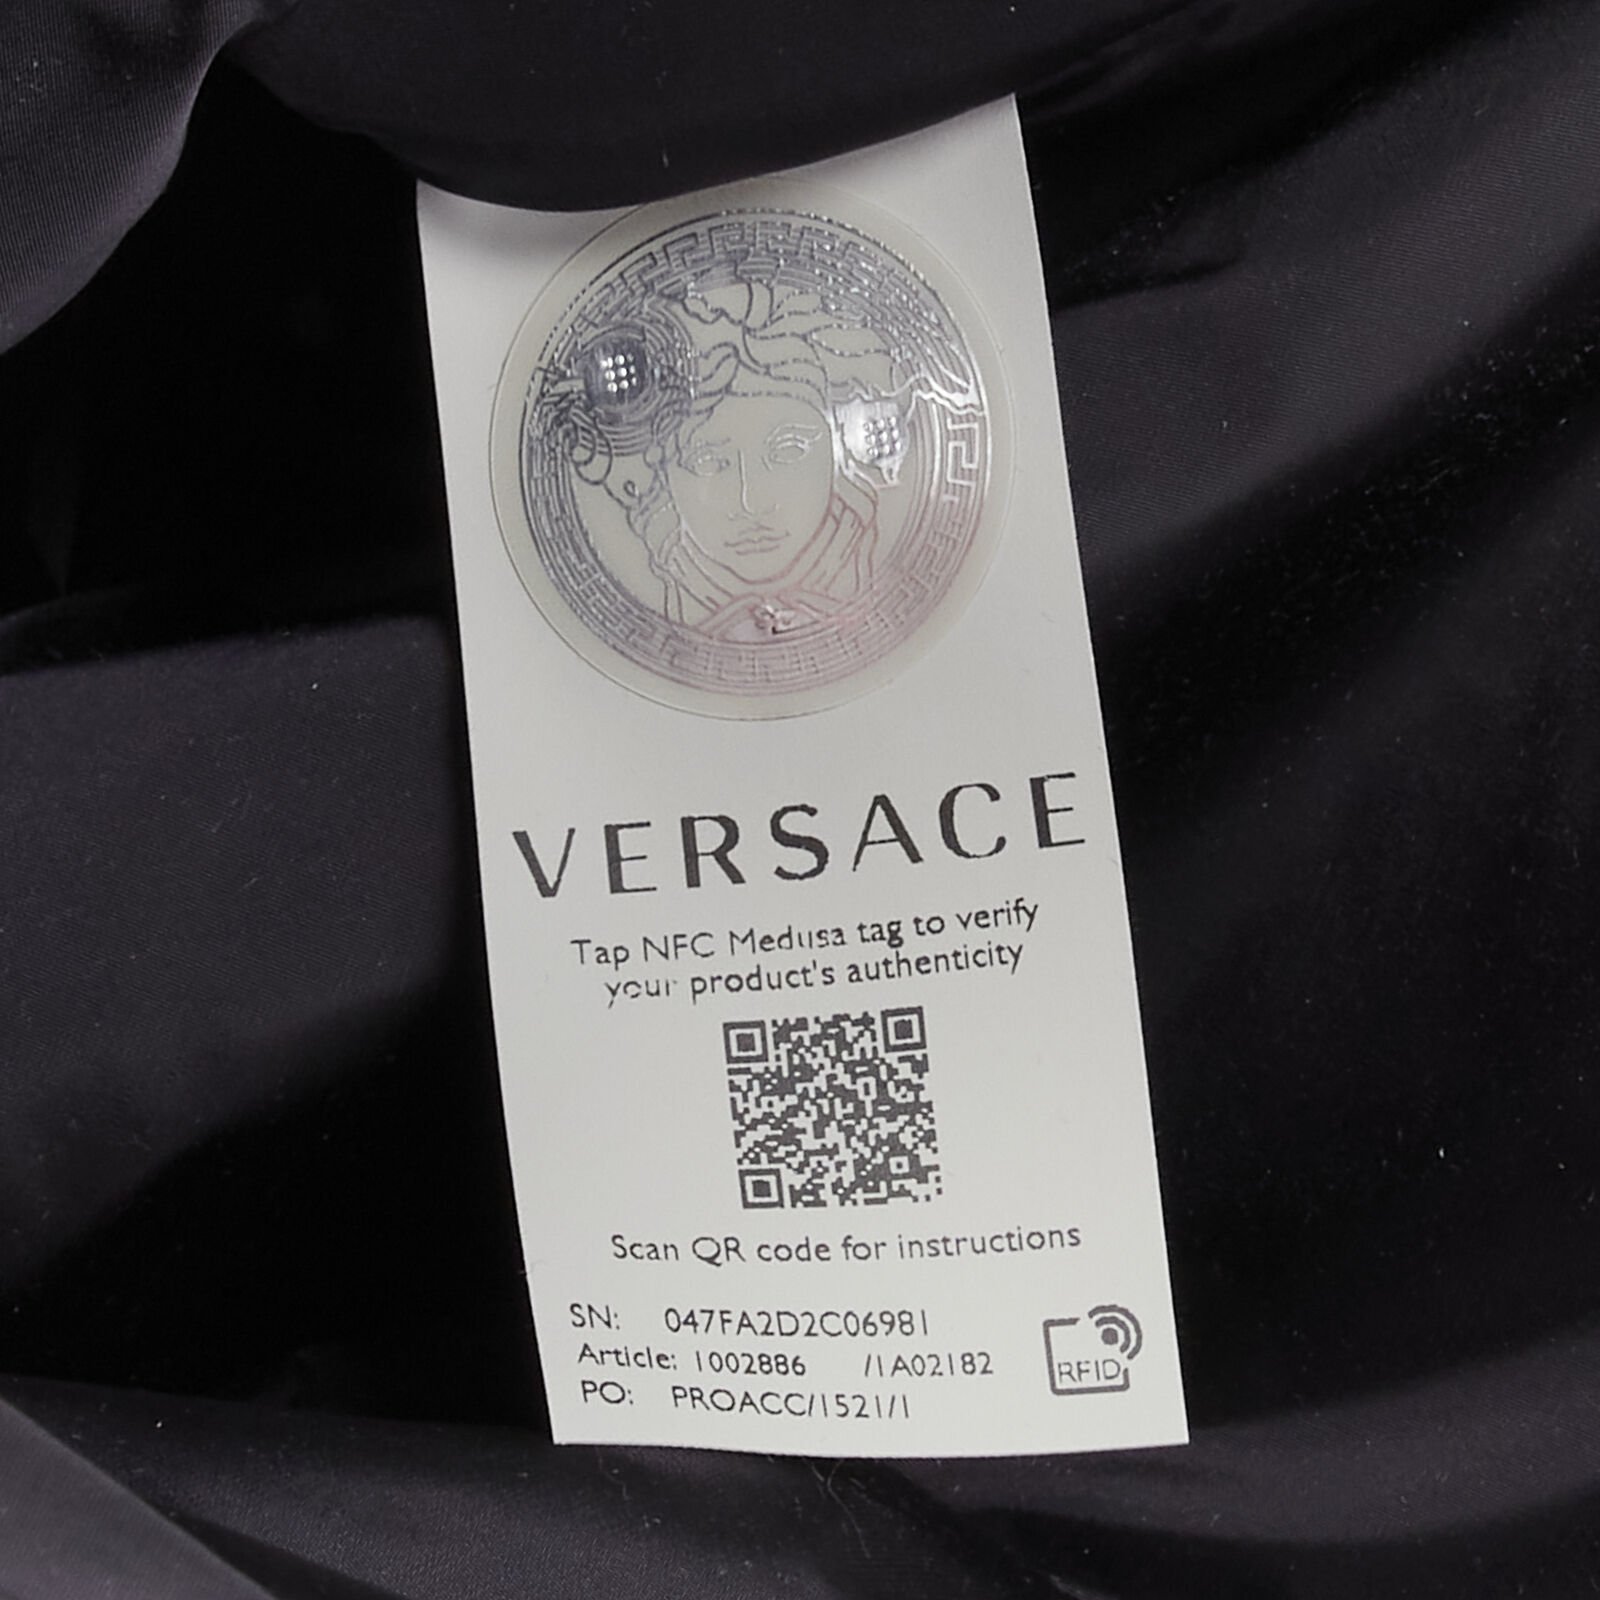 VERSACE
Tap NFC Medusa tag to verify
your product's authenticity
Scan QR code for instructions
SN: 047FA2D2C06981
Article: 1002886 /1A02182
PO: PROACC/1521/1
RFID